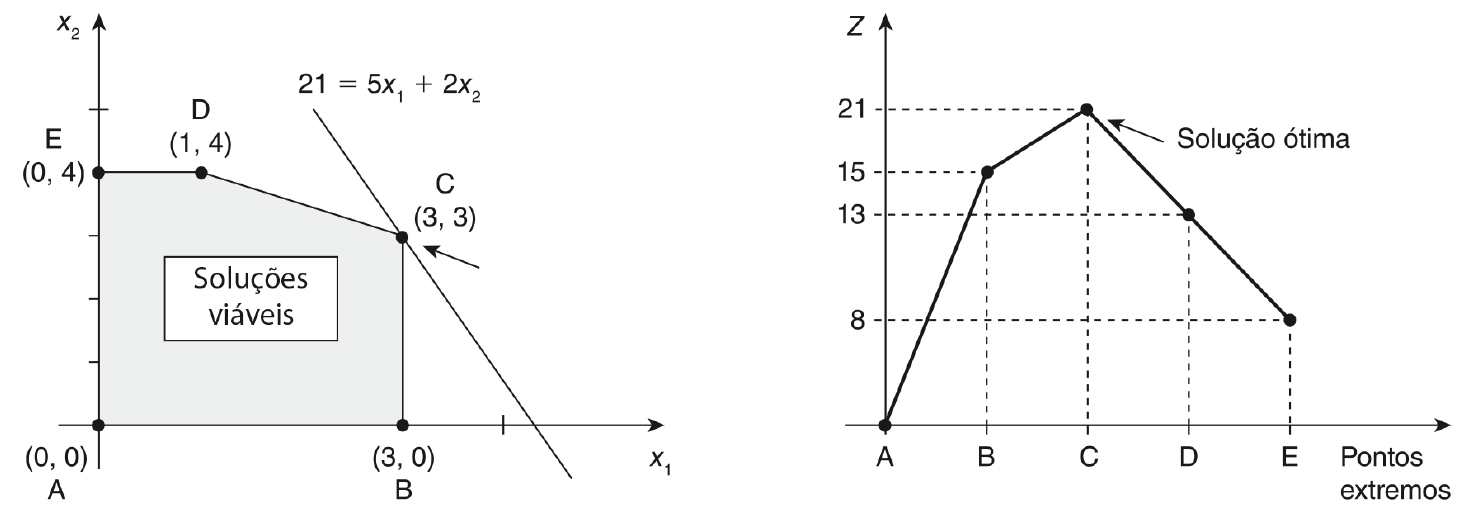 x₂
21 = 5x₁ + 2x₂
D
(1, 4)
E
(0, 4)
C
(3, 3)
Soluções
viáveis
(0, 0)
A
(3, 0)
B
x₁
Z
21
15
13
8
Solução ótima
A B C D E
Pontos
extremos